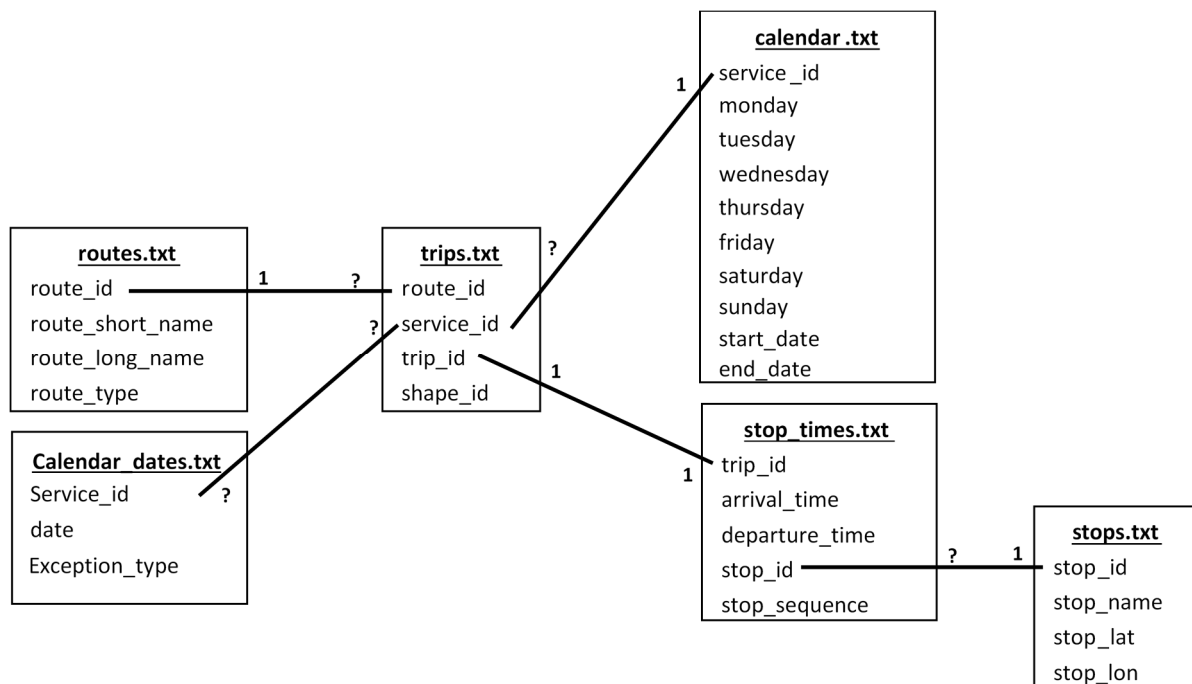 calendar .txt
service_id
monday
tuesday
wednesday
thursday
friday
saturday
sunday
start_date
end_date
1
?
routes.txt
route_id
route_short_name
route_long_name
route_type
1
?
trips.txt
route_id
service_id
trip_id
shape_id
?
1
Calendar_dates.txt
Service_id
date
Exception_type
?
stop_times.txt
trip_id
arrival_time
departure_time
stop_id
stop_sequence
1
?
1
stops.txt
stop_id
stop_name
stop_lat
stop_lon